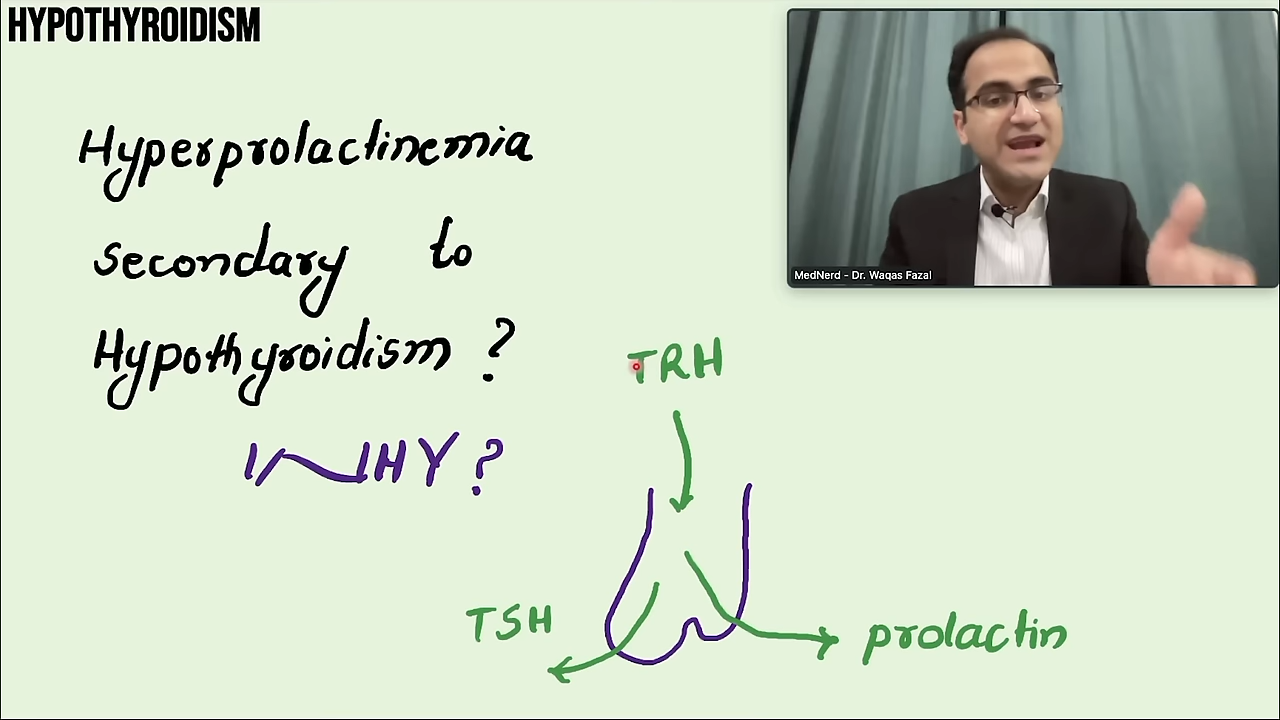 HYPOTHYROIDISM
Hyperprolactinemia
secondary to
Hypothyroidism ?
WHY ?
MedNerd - Dr. Waqas Fazal
TRH
TSH
prolactin